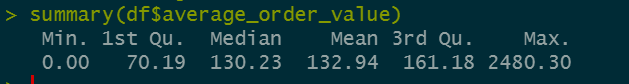 > summary(df$average_order_value)
Min. 1st Qu. Median Mean 3rd Qu. Max.
0.00 70.19 130.23 132.94 161.18 2480.30
>